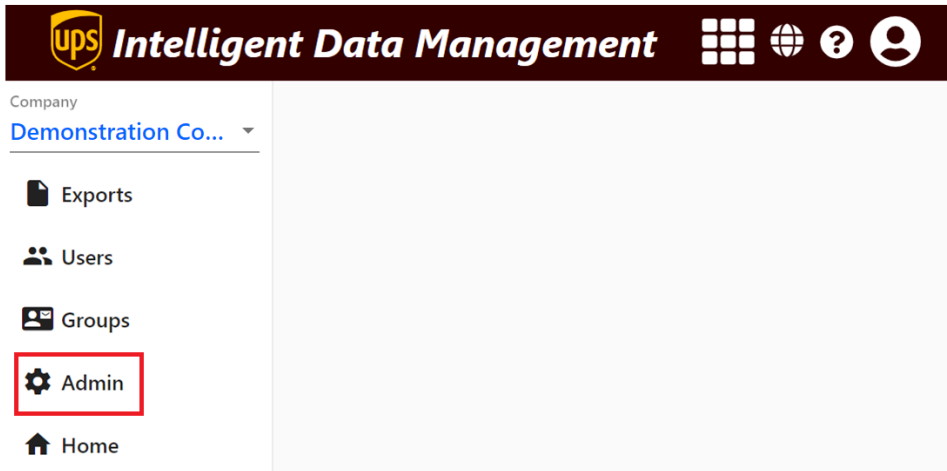 ups Intelligent Data Management
Company
Demonstration Co...
Exports
Users
Groups
Admin
Home